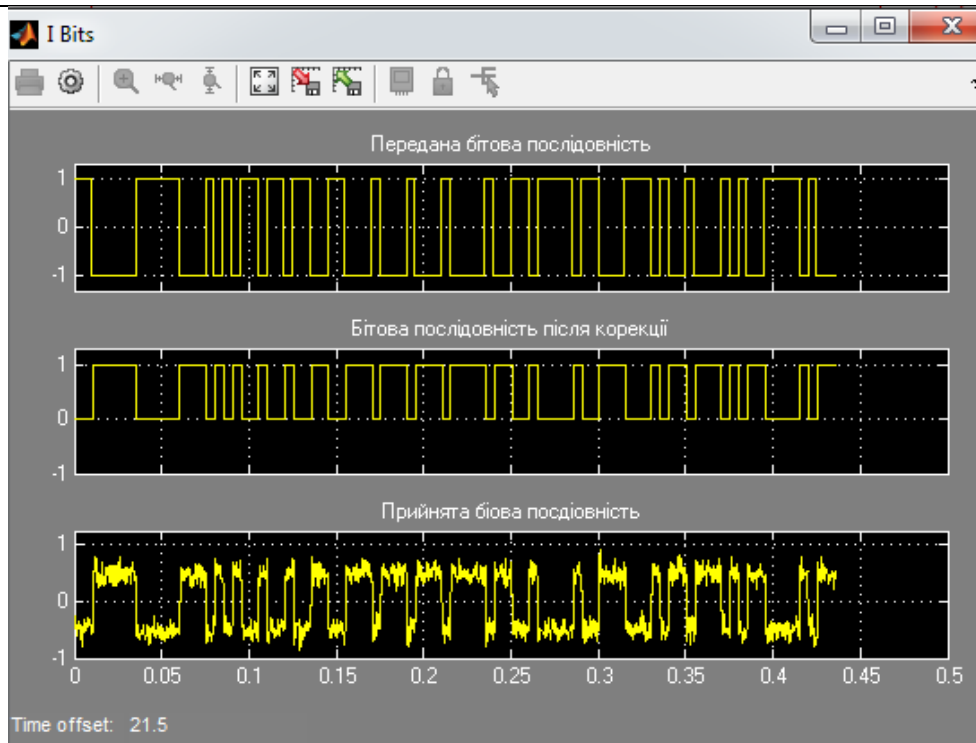 I Bits
Передана бітова послідовність
1
0
-1
Бітова послідовність після корекції
1
0
-1
Прийнята біова посдіовність
1
0
-1
0 0.05 0.1 0.15 0.2 0.25 0.3 0.35 0.4 0.45 0.5
Time offset: 21.5